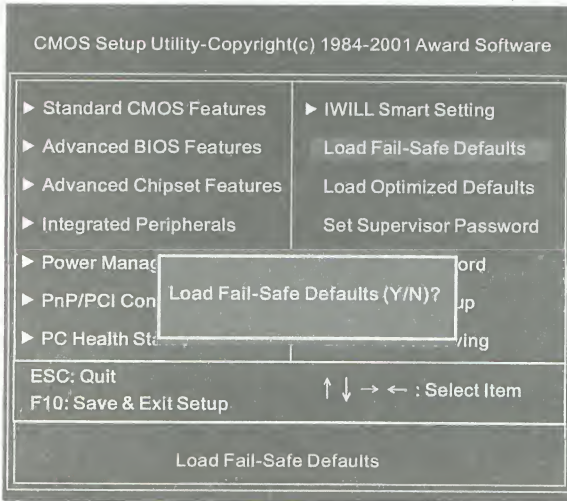 CMOS Setup Utility-Copyright(c) 1984-2001 Award Software
► Standard CMOS Features
► Advanced BIOS Features
► Advanced Chipset Features
► Integrated Peripherals
► Power Manag
► PnP/PCI Con
► PC Health Sta
► IWILL Smart Setting
Load Fail-Safe Defaults
Load Optimized Defaults
Set Supervisor Password
ord
up
ving
Load Fail-Safe Defaults (Y/N)?
ESC: Quit
F10: Save & Exit Setup
↑ ↓ → ← : Select Item
Load Fail-Safe Defaults